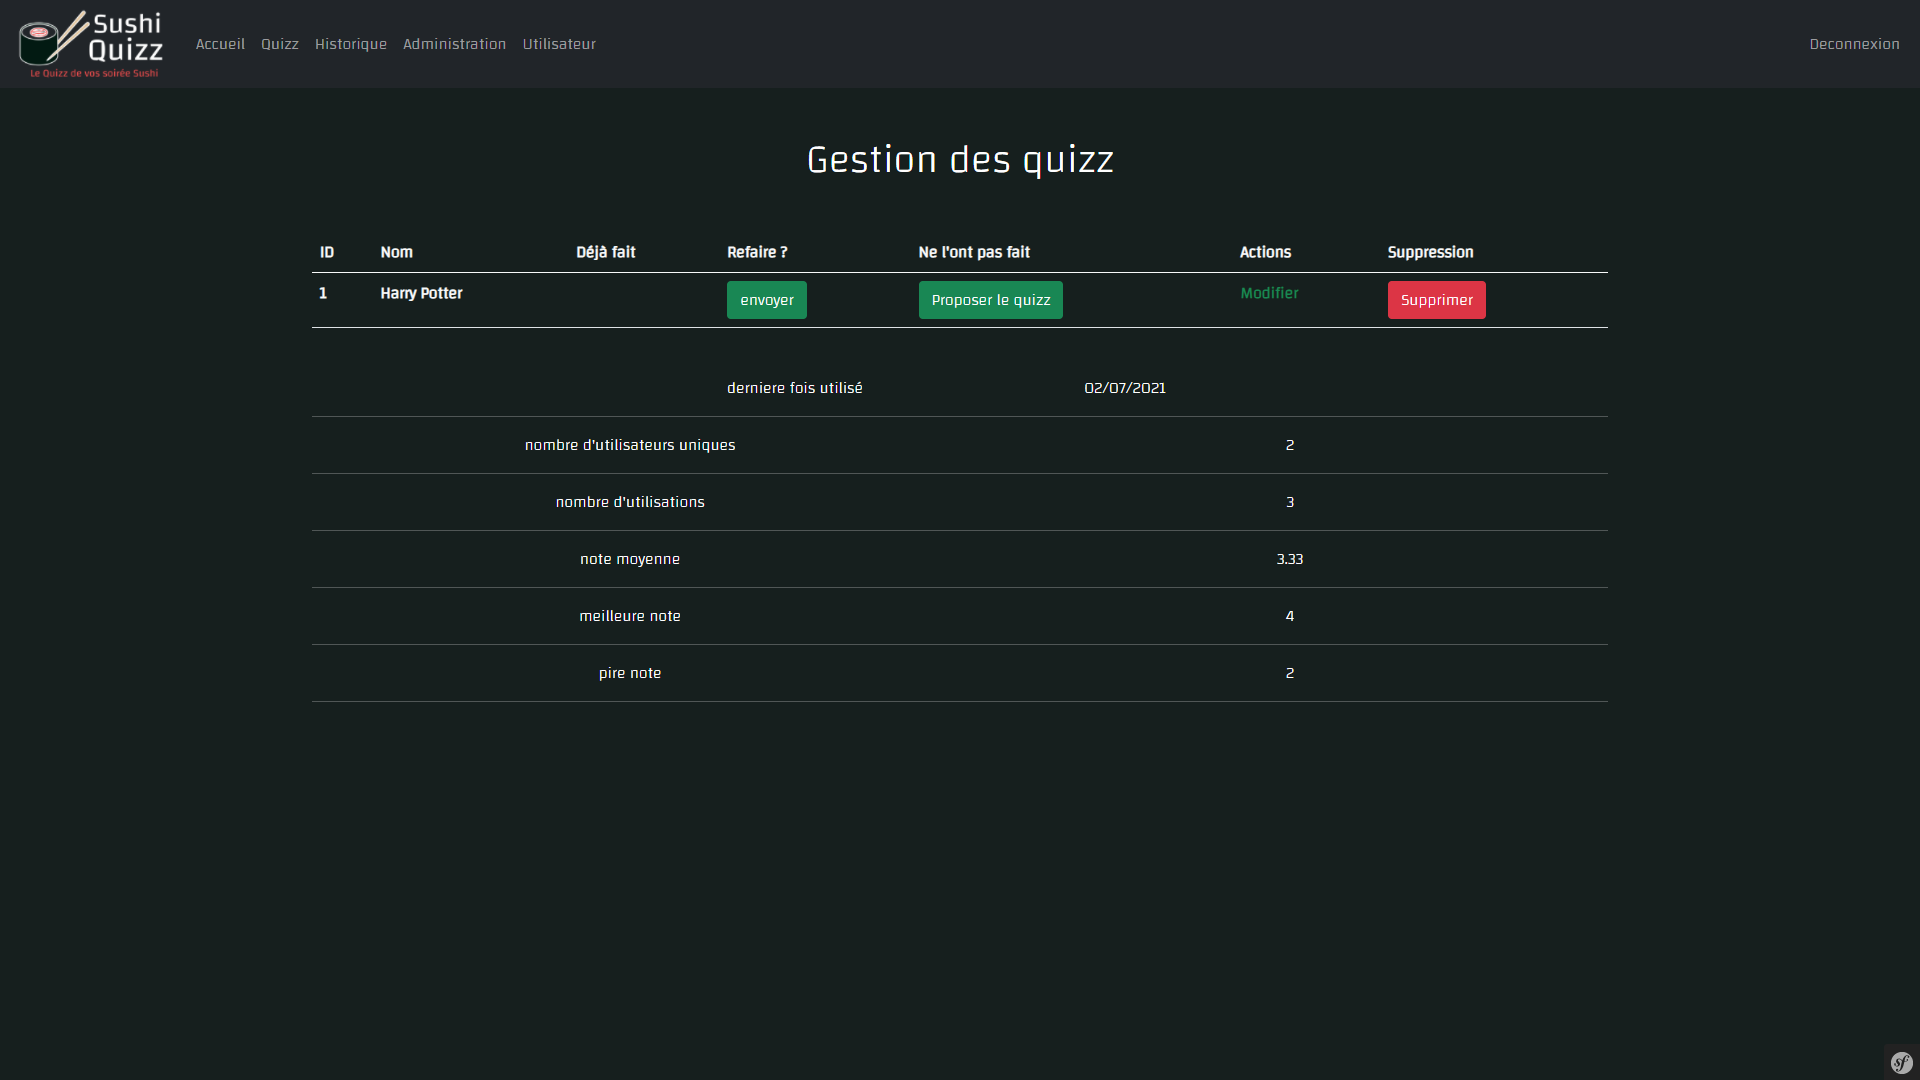 Sushi
Quizz
Le Quizz de vos soirée Sushi
Accueil Quizz Historique Administration Utilisateur Deconnexion
Gestion des quizz
ID Nom Déjà fait Refaire ? Ne l'ont pas fait Actions Suppression
1 Harry Potter envoyer Proposer le quizz Modifier Supprimer
derniere fois utilisé 02/07/2021
nombre d'utilisateurs uniques 2
nombre d'utilisations 3
note moyenne 3.33
meilleure note 4
pire note 2
sf